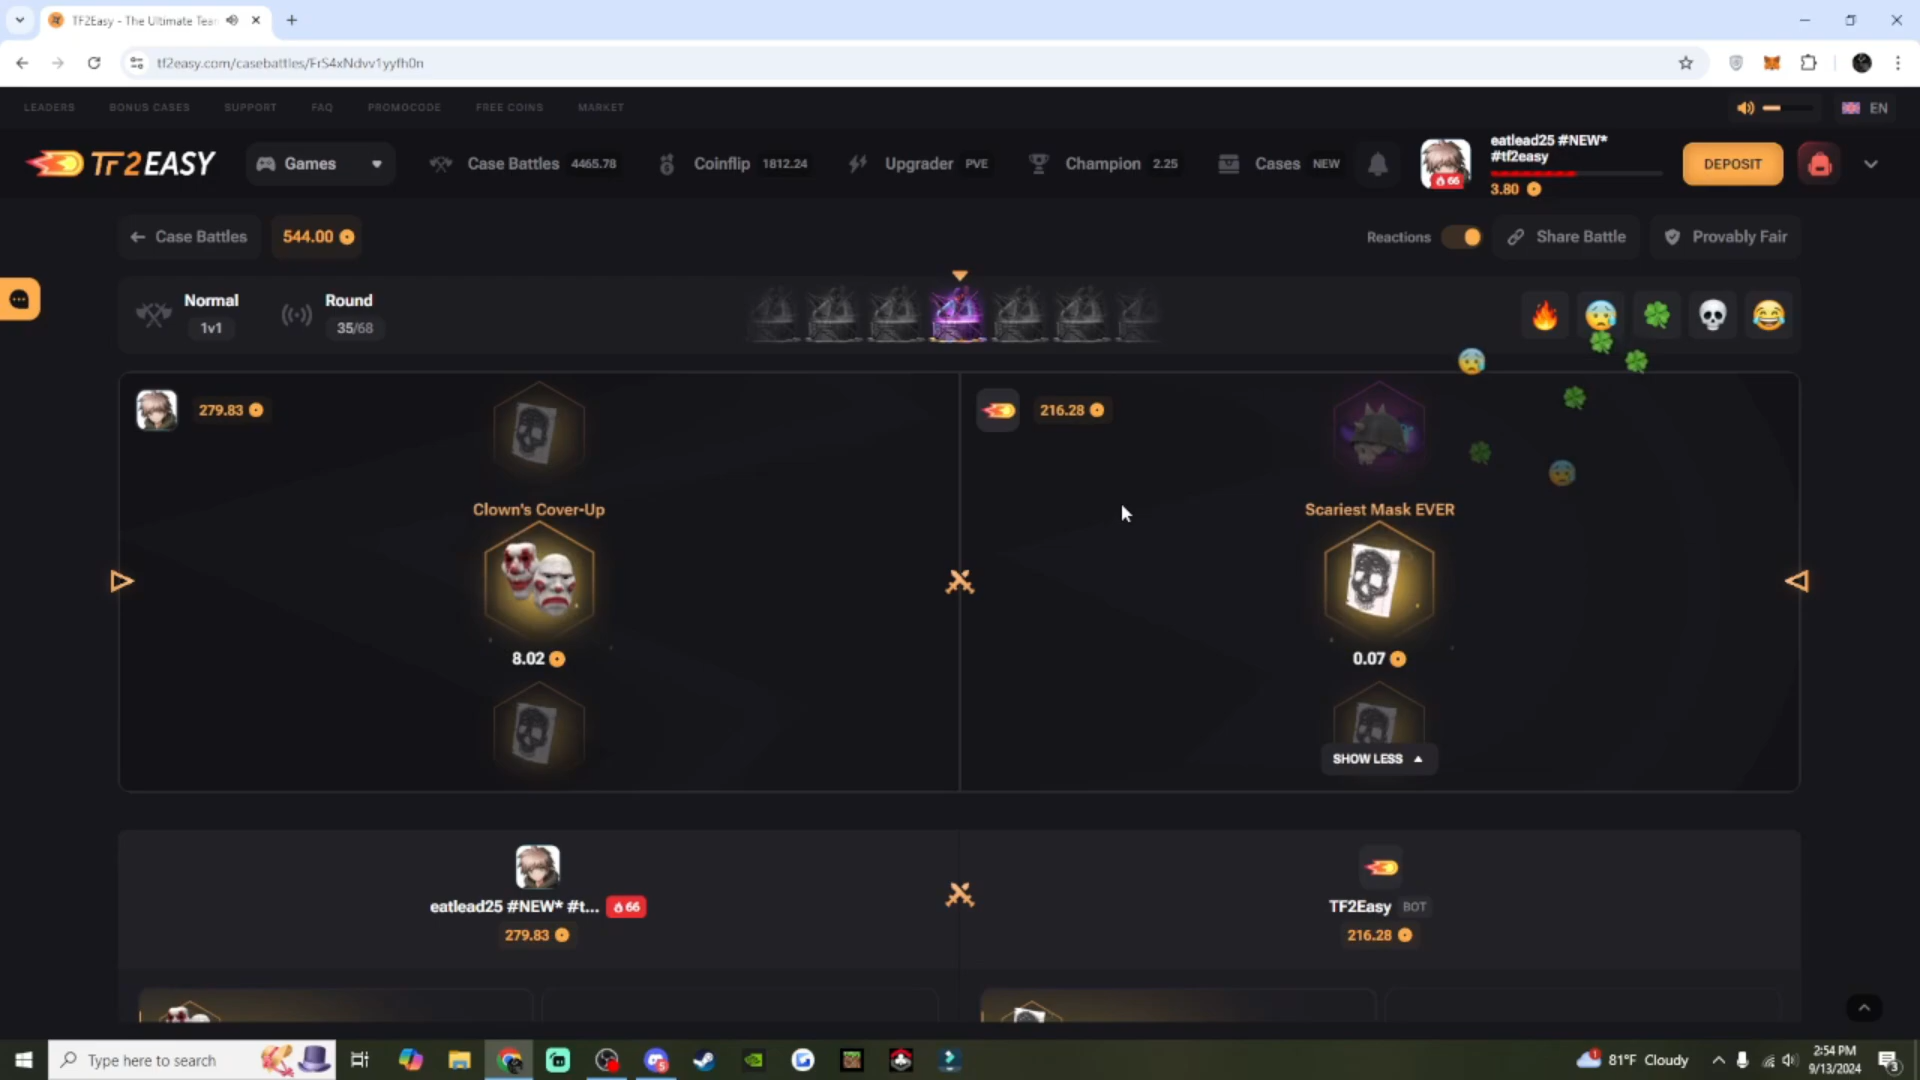 TF2Easy - The Ultimate Tea
tf2easy.com/casebattles/FrS4xNdvv1yyfh0n
LEADERS BONUS CASES SUPPORT FAQ PROMOCODE FREE COINS MARKET EN
TF2EASY Games Case Battles 4465.78 Coinflip 1812.24 Upgrader PVE Champion 2.25 Cases NEW
eatlead25 #NEW*
#tf2easy
66 3.80
DEPOSIT
Case Battles 544.00 Reactions Share Battle Provably Fair
Normal Round
1v1 35/68
279.83 216.28
Clown's Cover-Up Scariest Mask EVER
8.02 0.07
SHOW LESS
eatlead25 #NEW* #t... 66 TF2Easy BOT
279.83 216.28
Type here to search
81°F Cloudy
2:54 PM
9/13/2024
3